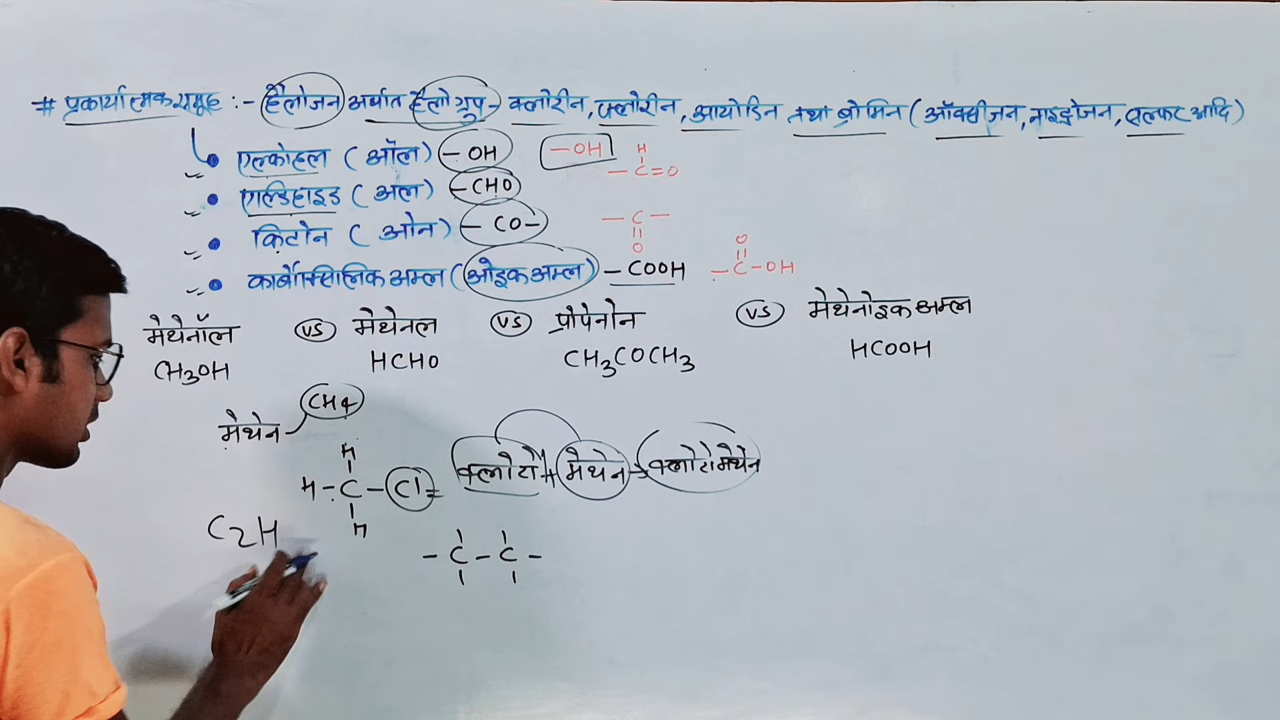 # प्रकार्यात्मक समूह :- हैलोजन अर्थात हैलो ग्रुप - क्लोरीन, फ्लोरीन, आयोडिन तथा ब्रोमिन ( ऑक्सीजन, नाइट्रोजन, सल्फर आदि )
• एल्कोहल ( ऑल ) - OH -OH
• एल्डिहाइड ( अल ) - CHO H -C=O
• किटोन ( ओन ) - CO - -C- O
• कार्बोक्सिलिक अम्ल ( ओइक अम्ल ) - COOH O -C-OH
मेथेनॉल VS मेथेनल VS प्रोपेनोन VS मेथेनोइक अम्ल
CH3OH HCHO CH3COCH3 HCOOH
मेथेन CH4
H
H-C-Cl = क्लोरो + मेथेन → क्लोरोमेथेन
H
C2H
-C-C-